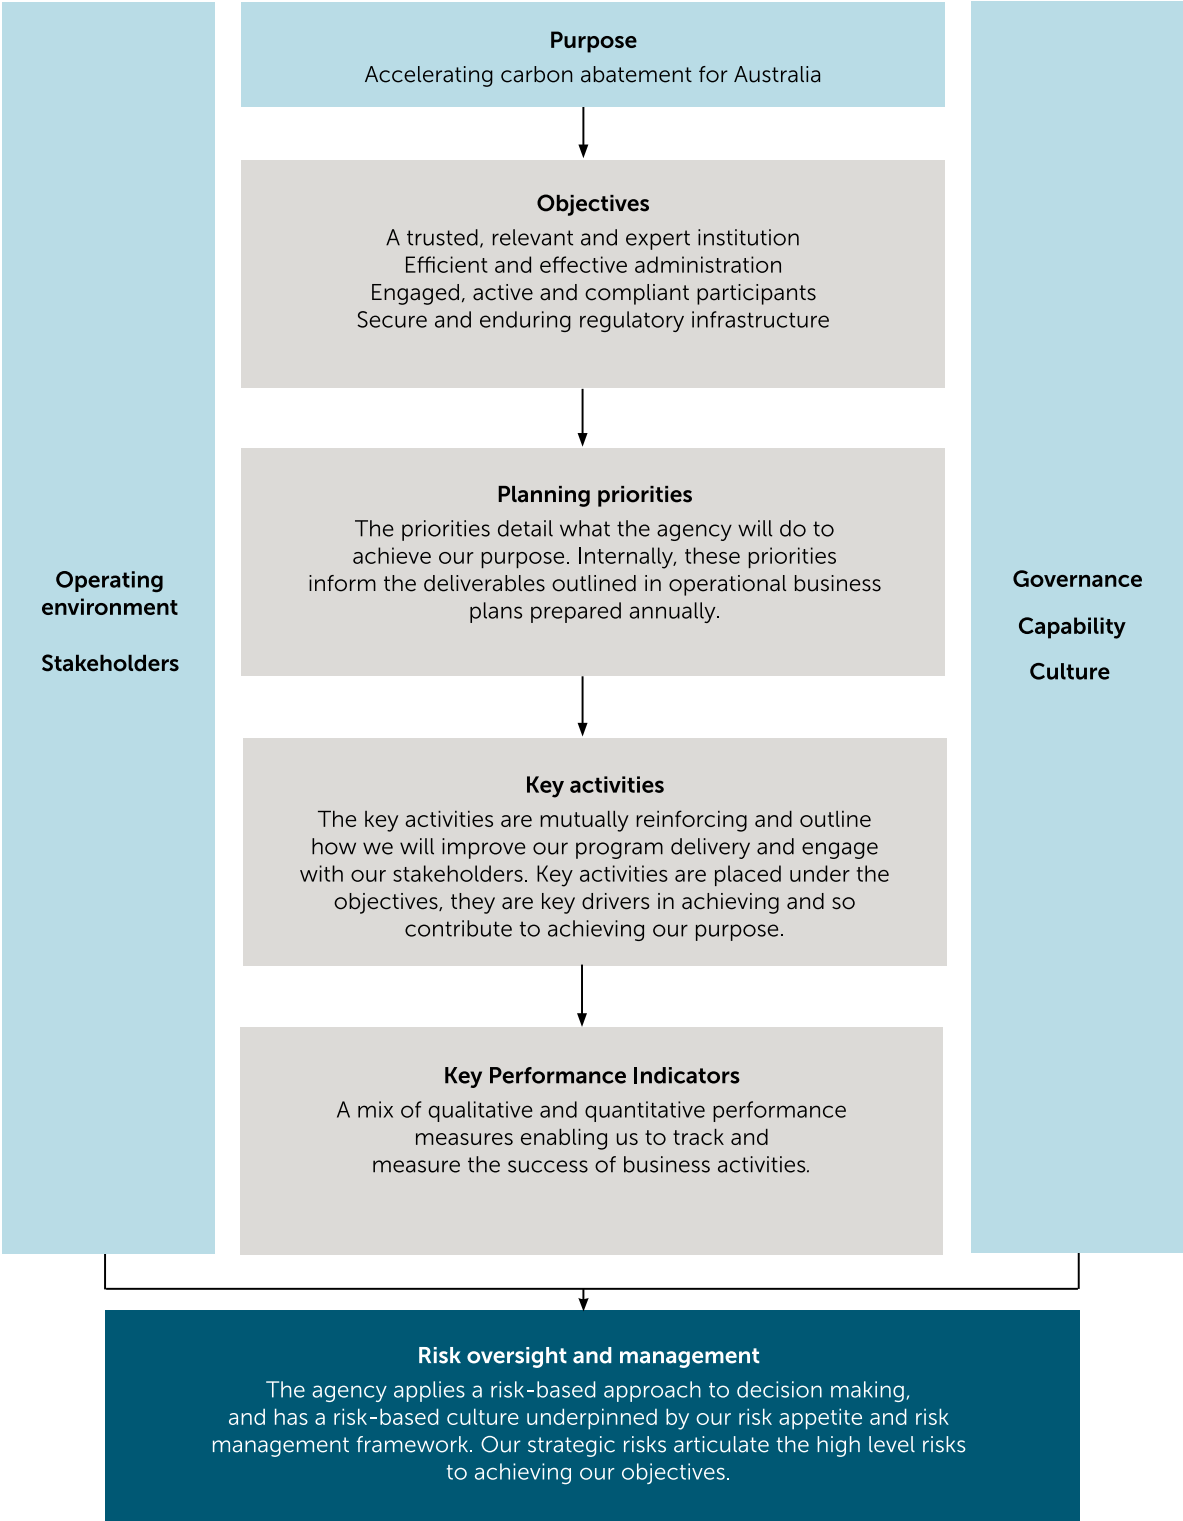 Purpose
Accelerating carbon abatement for Australia
Objectives
A trusted, relevant and expert institution
Efficient and effective administration
Engaged, active and compliant participants
Secure and enduring regulatory infrastructure
Planning priorities
The priorities detail what the agency will do to
achieve our purpose. Internally, these priorities
inform the deliverables outlined in operational business
plans prepared annually.
Operating
environment
Stakeholders
Governance
Capability
Culture
Key activities
The key activities are mutually reinforcing and outline
how we will improve our program delivery and engage
with our stakeholders. Key activities are placed under the
objectives, they are key drivers in achieving and so
contribute to achieving our purpose.
Key Performance Indicators
A mix of qualitative and quantitative performance
measures enabling us to track and
measure the success of business activities.
Risk oversight and management
The agency applies a risk-based approach to decision making,
and has a risk-based culture underpinned by our risk appetite and risk
management framework. Our strategic risks articulate the high level risks
to achieving our objectives.